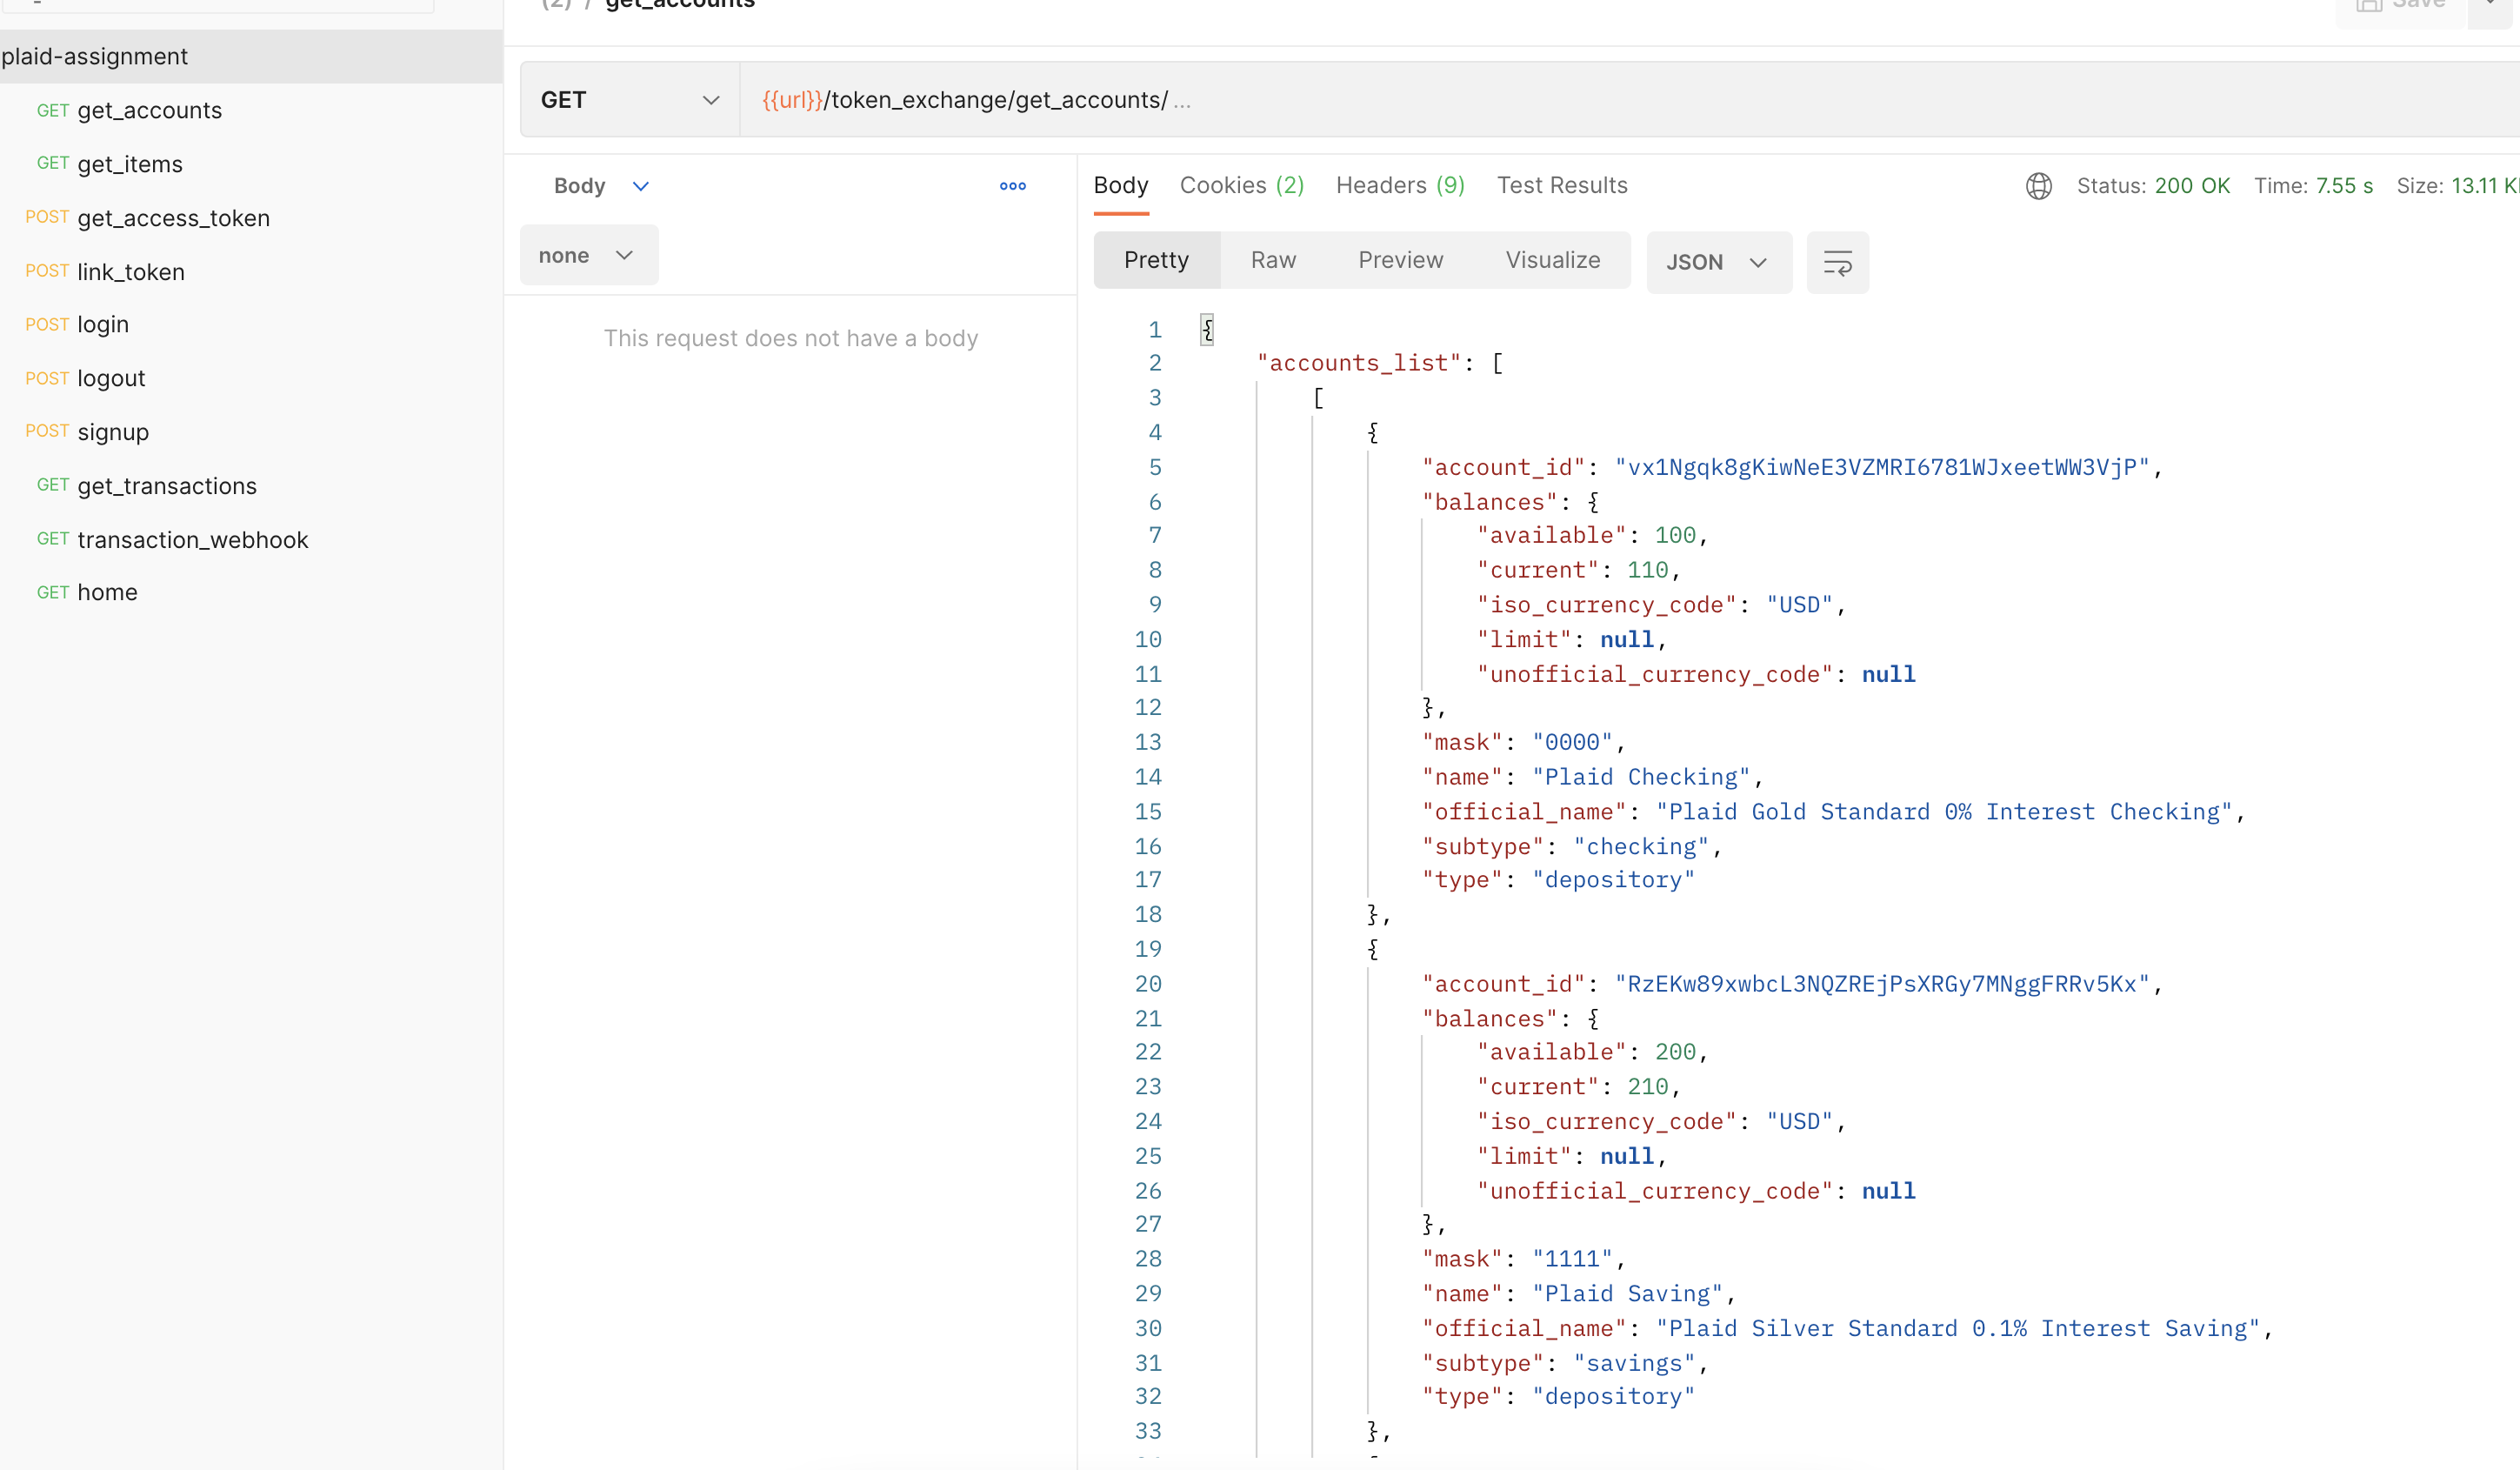 (2) / get_accounts
Save
plaid-assignment
GET get_accounts
GET get_items
POST get_access_token
POST link_token
POST login
POST logout
POST signup
GET get_transactions
GET transaction_webhook
GET home
GET {{url}}/token_exchange/get_accounts/ ...
Body
none
This request does not have a body
Body Cookies (2) Headers (9) Test Results Status: 200 OK Time: 7.55 s Size: 13.11
Pretty Raw Preview Visualize JSON
1 {
2 "accounts_list": [
3 [
4 {
5 "account_id": "vx1Ngqk8gKiwNeE3VZMRI6781WJxeetWW3VjP",
6 "balances": {
7 "available": 100,
8 "current": 110,
9 "iso_currency_code": "USD",
10 "limit": null,
11 "unofficial_currency_code": null
12 },
13 "mask": "0000",
14 "name": "Plaid Checking",
15 "official_name": "Plaid Gold Standard 0% Interest Checking",
16 "subtype": "checking",
17 "type": "depository"
18 },
19 {
20 "account_id": "RzEKw89xwbcL3NQZREjPsXRGy7MNggFRRv5Kx",
21 "balances": {
22 "available": 200,
23 "current": 210,
24 "iso_currency_code": "USD",
25 "limit": null,
26 "unofficial_currency_code": null
27 },
28 "mask": "1111",
29 "name": "Plaid Saving",
30 "official_name": "Plaid Silver Standard 0.1% Interest Saving",
31 "subtype": "savings",
32 "type": "depository"
33 },